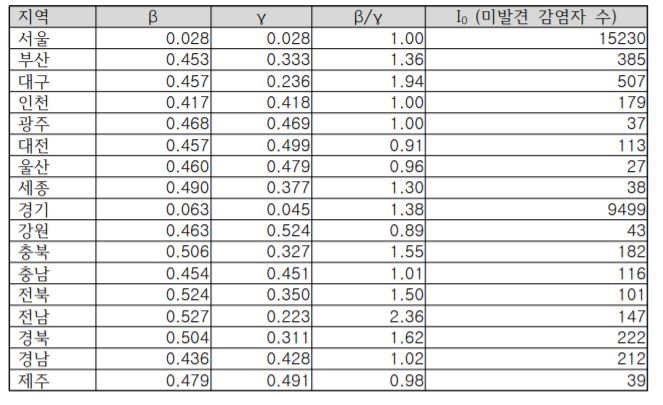 지역 β γ β/γ I₀ (미발견 감염자 수)
서울 0.028 0.028 1.00 15230
부산 0.453 0.333 1.36 385
대구 0.457 0.236 1.94 507
인천 0.417 0.418 1.00 179
광주 0.468 0.469 1.00 37
대전 0.457 0.499 0.91 113
울산 0.460 0.479 0.96 27
세종 0.490 0.377 1.30 38
경기 0.063 0.045 1.38 9499
강원 0.463 0.524 0.89 43
충북 0.506 0.327 1.55 182
충남 0.454 0.451 1.01 116
전북 0.524 0.350 1.50 101
전남 0.527 0.223 2.36 147
경북 0.504 0.311 1.62 222
경남 0.436 0.428 1.02 212
제주 0.479 0.491 0.98 39